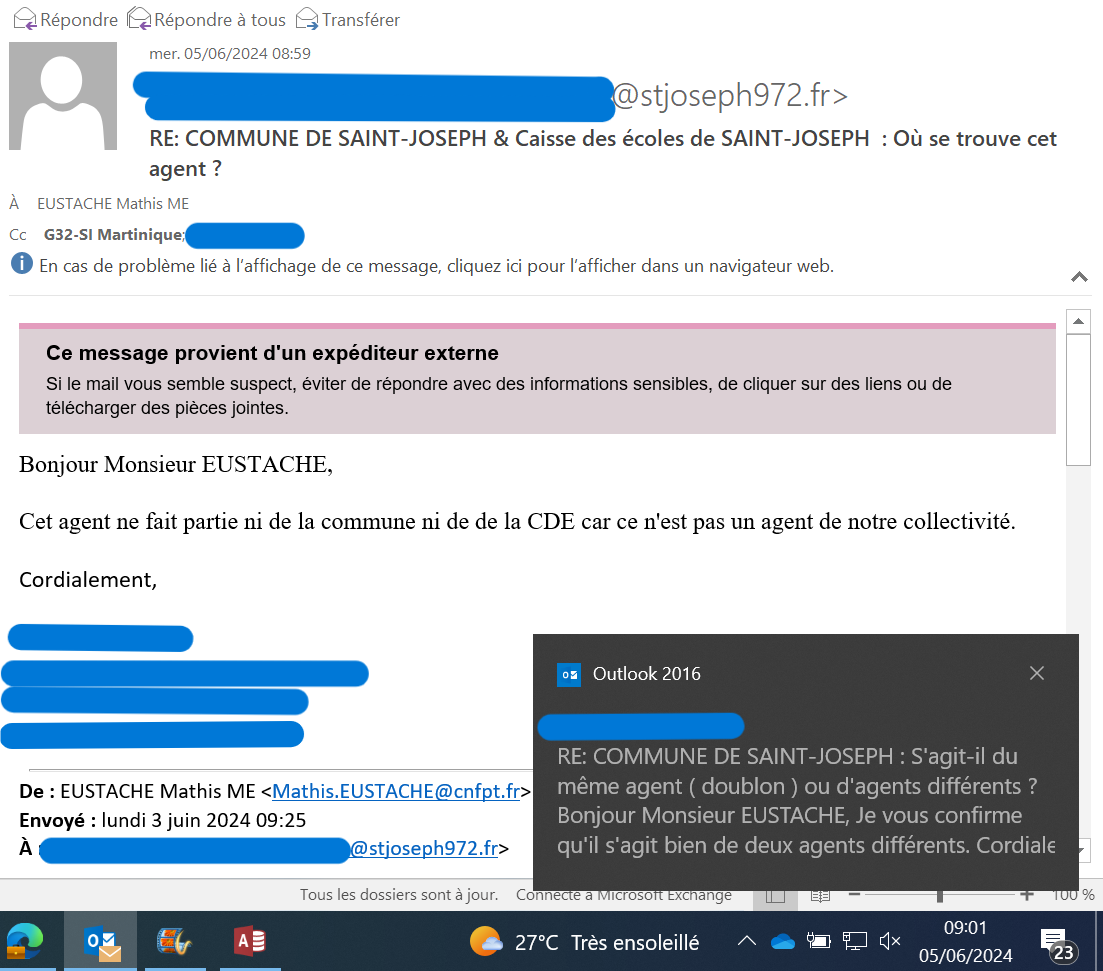 Répondre Répondre à tous Transférer
mer. 05/06/2024 08:59
@stjoseph972.fr>
RE: COMMUNE DE SAINT-JOSEPH & Caisse des écoles de SAINT-JOSEPH : Où se trouve cet
agent ?
À EUSTACHE Mathis ME
Cc G32-SI Martinique;
En cas de problème lié à l’affichage de ce message, cliquez ici pour l’afficher dans un navigateur web.
Ce message provient d'un expéditeur externe
Si le mail vous semble suspect, éviter de répondre avec des informations sensibles, de cliquer sur des liens ou de
télécharger des pièces jointes.
Bonjour Monsieur EUSTACHE,
Cet agent ne fait partie ni de la commune ni de de la CDE car ce n'est pas un agent de notre collectivité.
Cordialement,
De : EUSTACHE Mathis ME <Mathis.EUSTACHE@cnfpt.fr>
Envoyé : lundi 3 juin 2024 09:25
À : @stjoseph972.fr>
Outlook 2016
RE: COMMUNE DE SAINT-JOSEPH : S'agit-il du
même agent ( doublon ) ou d'agents différents ?
Bonjour Monsieur EUSTACHE, Je vous confirme
qu'il s'agit bien de deux agents différents. Cordiale
Tous les dossiers sont à jour. Connecté à Microsoft Exchange 100 %
27°C Très ensoleillé
09:01
05/06/2024
23